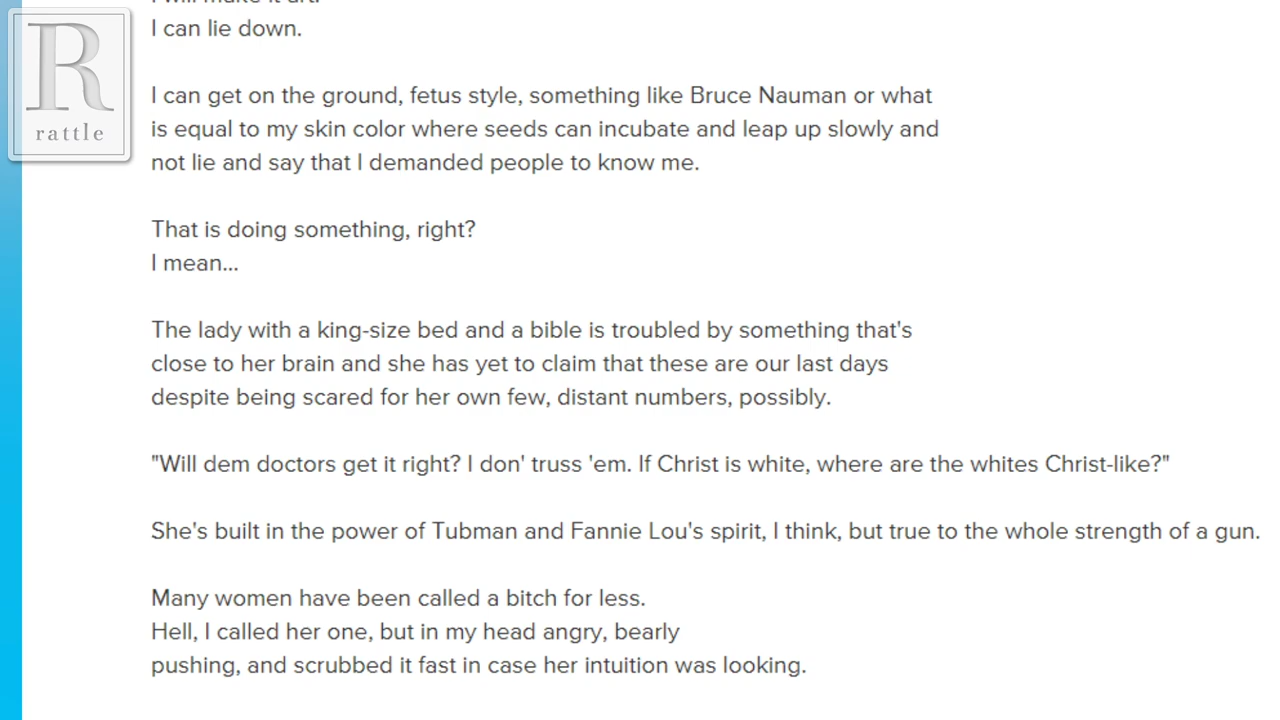 I will make it art.
I can lie down.
R
rattle
I can get on the ground, fetus style, something like Bruce Nauman or what
is equal to my skin color where seeds can incubate and leap up slowly and
not lie and say that I demanded people to know me.
That is doing something, right?
I mean...
The lady with a king-size bed and a bible is troubled by something that's
close to her brain and she has yet to claim that these are our last days
despite being scared for her own few, distant numbers, possibly.
"Will dem doctors get it right? I don' truss 'em. If Christ is white, where are the whites Christ-like?"
She's built in the power of Tubman and Fannie Lou's spirit, I think, but true to the whole strength of a gun.
Many women have been called a bitch for less.
Hell, I called her one, but in my head angry, bearly
pushing, and scrubbed it fast in case her intuition was looking.